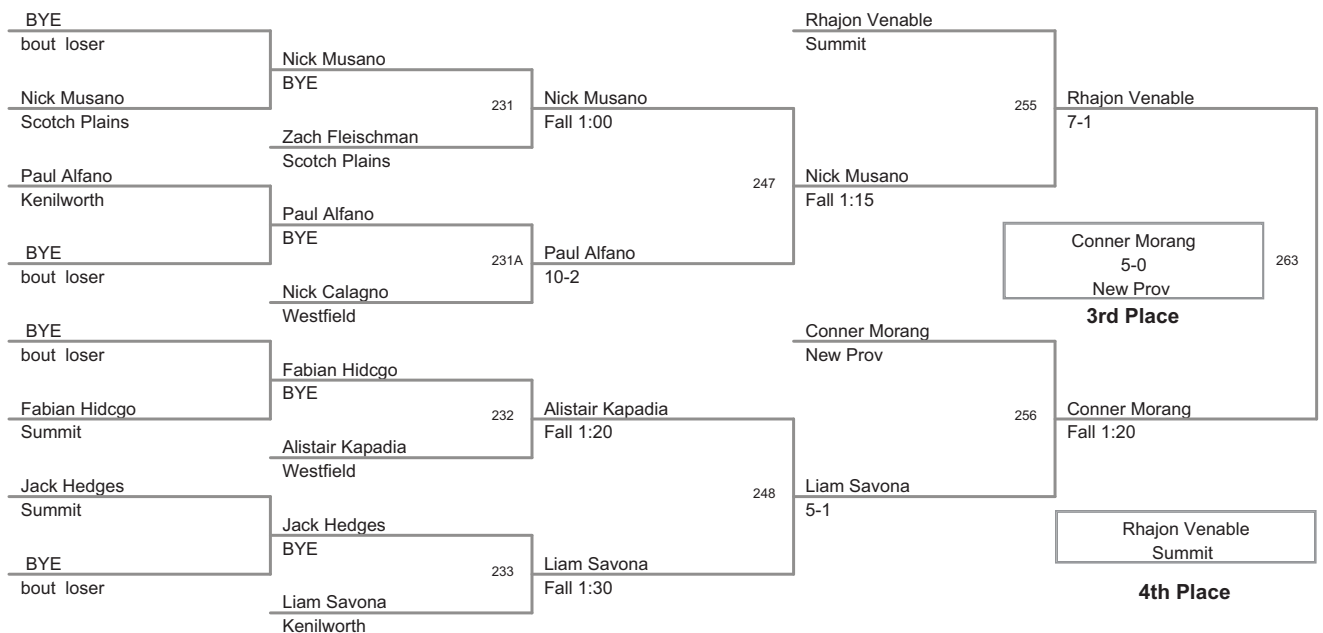 BYE
bout loser
Nick Musano
Scotch Plains
Paul Alfano
Kenilworth
BYE
bout loser
BYE
bout loser
Fabian Hidcgo
Summit
Jack Hedges
Summit
BYE
bout loser
Nick Musano
BYE
231
Zach Fleischman
Scotch Plains
Paul Alfano
BYE
231A
Nick Calagno
Westfield
Fabian Hidcgo
BYE
232
Alistair Kapadia
Westfield
Jack Hedges
BYE
233
Liam Savona
Kenilworth
Nick Musano
Fall 1:00
247
Paul Alfano
10-2
Alistair Kapadia
Fall 1:20
248
Liam Savona
Fall 1:30
Rhajon Venable
Summit
255
Nick Musano
Fall 1:15
Conner Morang
New Prov
256
Liam Savona
5-1
Rhajon Venable
7-1
Conner Morang
5-0
New Prov
263
3rd Place
Conner Morang
Fall 1:20
Rhajon Venable
Summit
4th Place